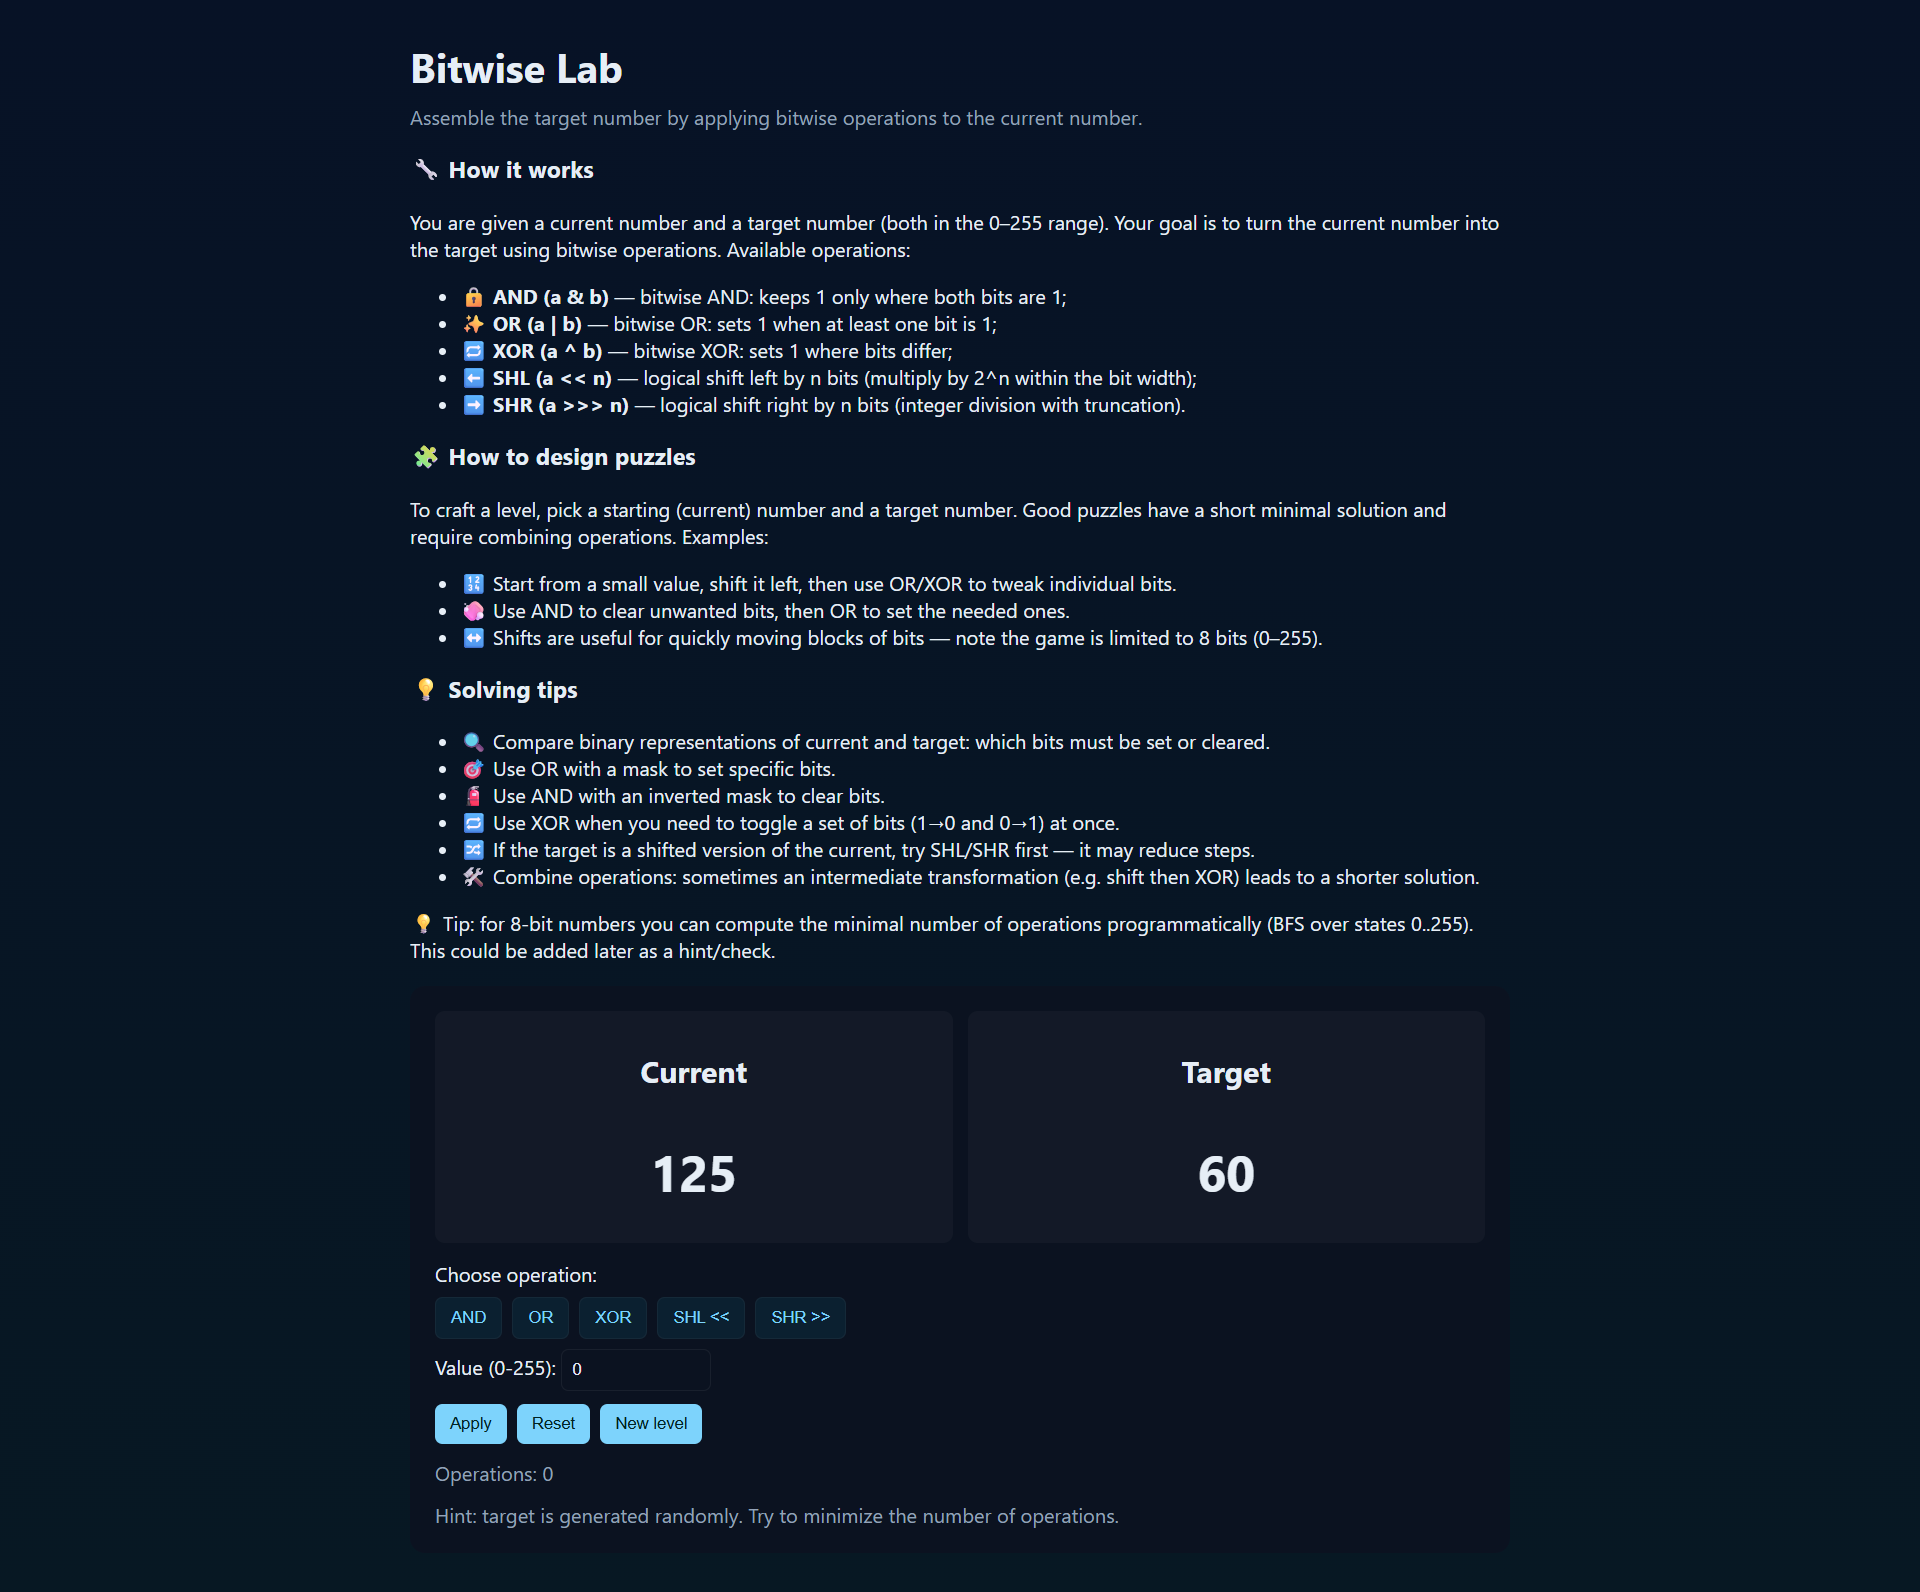 Bitwise Lab
Assemble the target number by applying bitwise operations to the current number.
🔧 How it works
You are given a current number and a target number (both in the 0–255 range). Your goal is to turn the current number into
the target using bitwise operations. Available operations:
• 🔒 AND (a & b) — bitwise AND: keeps 1 only where both bits are 1;
• ✨ OR (a | b) — bitwise OR: sets 1 when at least one bit is 1;
• 🔁 XOR (a ^ b) — bitwise XOR: sets 1 where bits differ;
• ⬅️ SHL (a << n) — logical shift left by n bits (multiply by 2^n within the bit width);
• ➡️ SHR (a >>> n) — logical shift right by n bits (integer division with truncation).
🧩 How to design puzzles
To craft a level, pick a starting (current) number and a target number. Good puzzles have a short minimal solution and
require combining operations. Examples:
• 🔢 Start from a small value, shift it left, then use OR/XOR to tweak individual bits.
• 🧼 Use AND to clear unwanted bits, then OR to set the needed ones.
• ↔️ Shifts are useful for quickly moving blocks of bits — note the game is limited to 8 bits (0–255).
💡 Solving tips
• 🔍 Compare binary representations of current and target: which bits must be set or cleared.
• 🎯 Use OR with a mask to set specific bits.
• 🧯 Use AND with an inverted mask to clear bits.
• 🔁 Use XOR when you need to toggle a set of bits (1→0 and 0→1) at once.
• 🔀 If the target is a shifted version of the current, try SHL/SHR first — it may reduce steps.
• 🛠️ Combine operations: sometimes an intermediate transformation (e.g. shift then XOR) leads to a shorter solution.
💡 Tip: for 8-bit numbers you can compute the minimal number of operations programmatically (BFS over states 0..255).
This could be added later as a hint/check.
Current
125
Target
60
Choose operation:
AND OR XOR SHL << SHR >>
Value (0-255): 0
Apply Reset New level
Operations: 0
Hint: target is generated randomly. Try to minimize the number of operations.